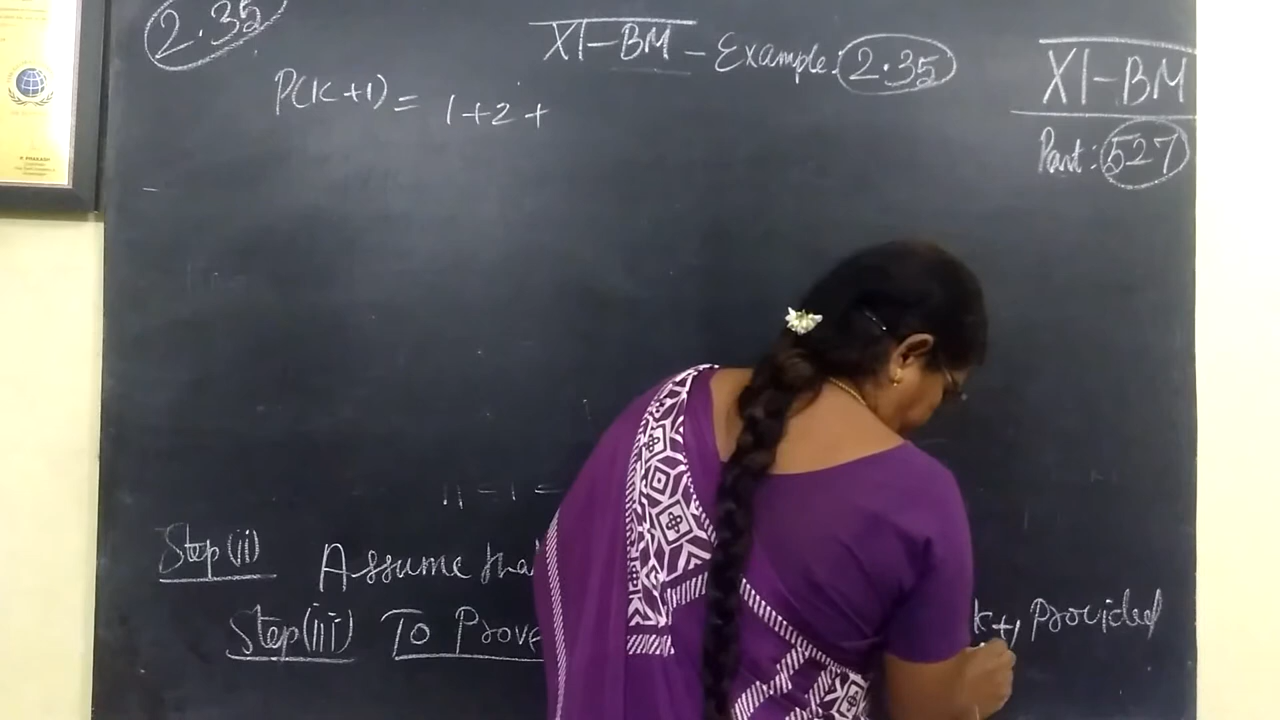 2.35
XI-BM - Example: 2.35
XI-BM
Part: 527
P(K+1) = 1+2+
Step(ii) Assume tha
Step(iii) To Prove k+1 Provided